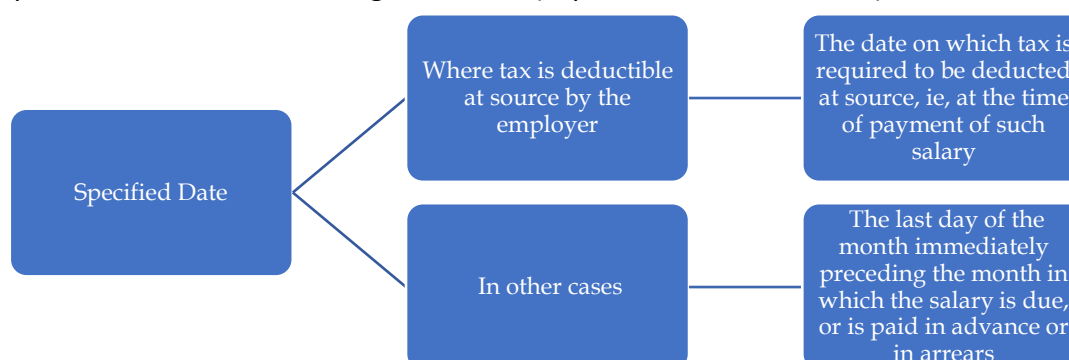 Specified Date
Where tax is deductible
at source by the
employer
The date on which tax is
required to be deducted
at source, ie, at the time
of payment of such
salary
In other cases
The last day of the
month immediately
preceding the month in
which the salary is due,
or is paid in advance or
in arrears